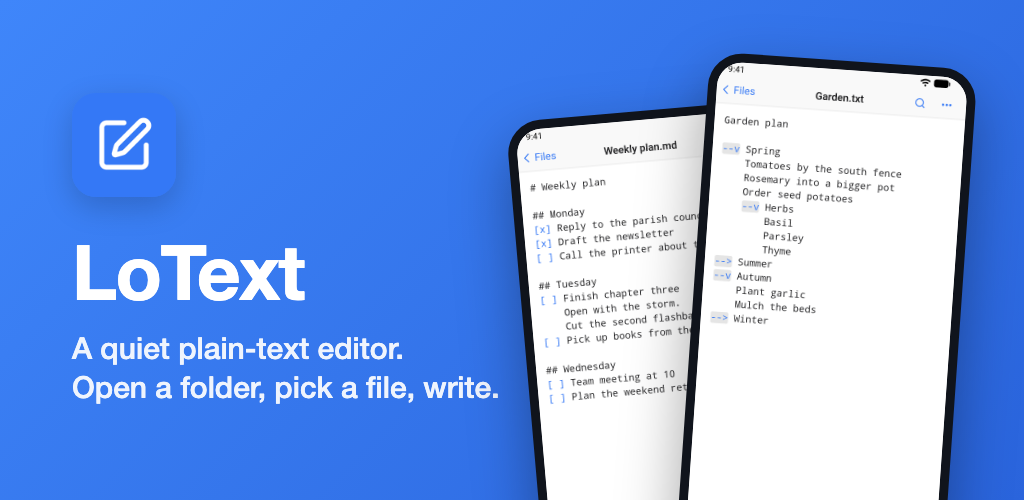 LoText
A quiet plain-text editor.
Open a folder, pick a file, write.
9:41
Files
Weekly plan.md
# Weekly plan
## Monday
[x] Reply to the parish
[x] Draft the newsletter
[ ] Call the printer about
## Tuesday
[ ] Finish chapter three
Open with the storm.
Cut the second
[ ] Pick up books from
## Wednesday
[ ] Team meeting at 10
[ ] Plan the weekend
9:41
Files
Garden.txt
Garden plan
--v Spring
Tomatoes by the south fence
Rosemary into a bigger pot
Order seed potatoes
--v Herbs
Basil
Parsley
Thyme
--> Summer
--v Autumn
Plant garlic
Mulch the beds
--> Winter